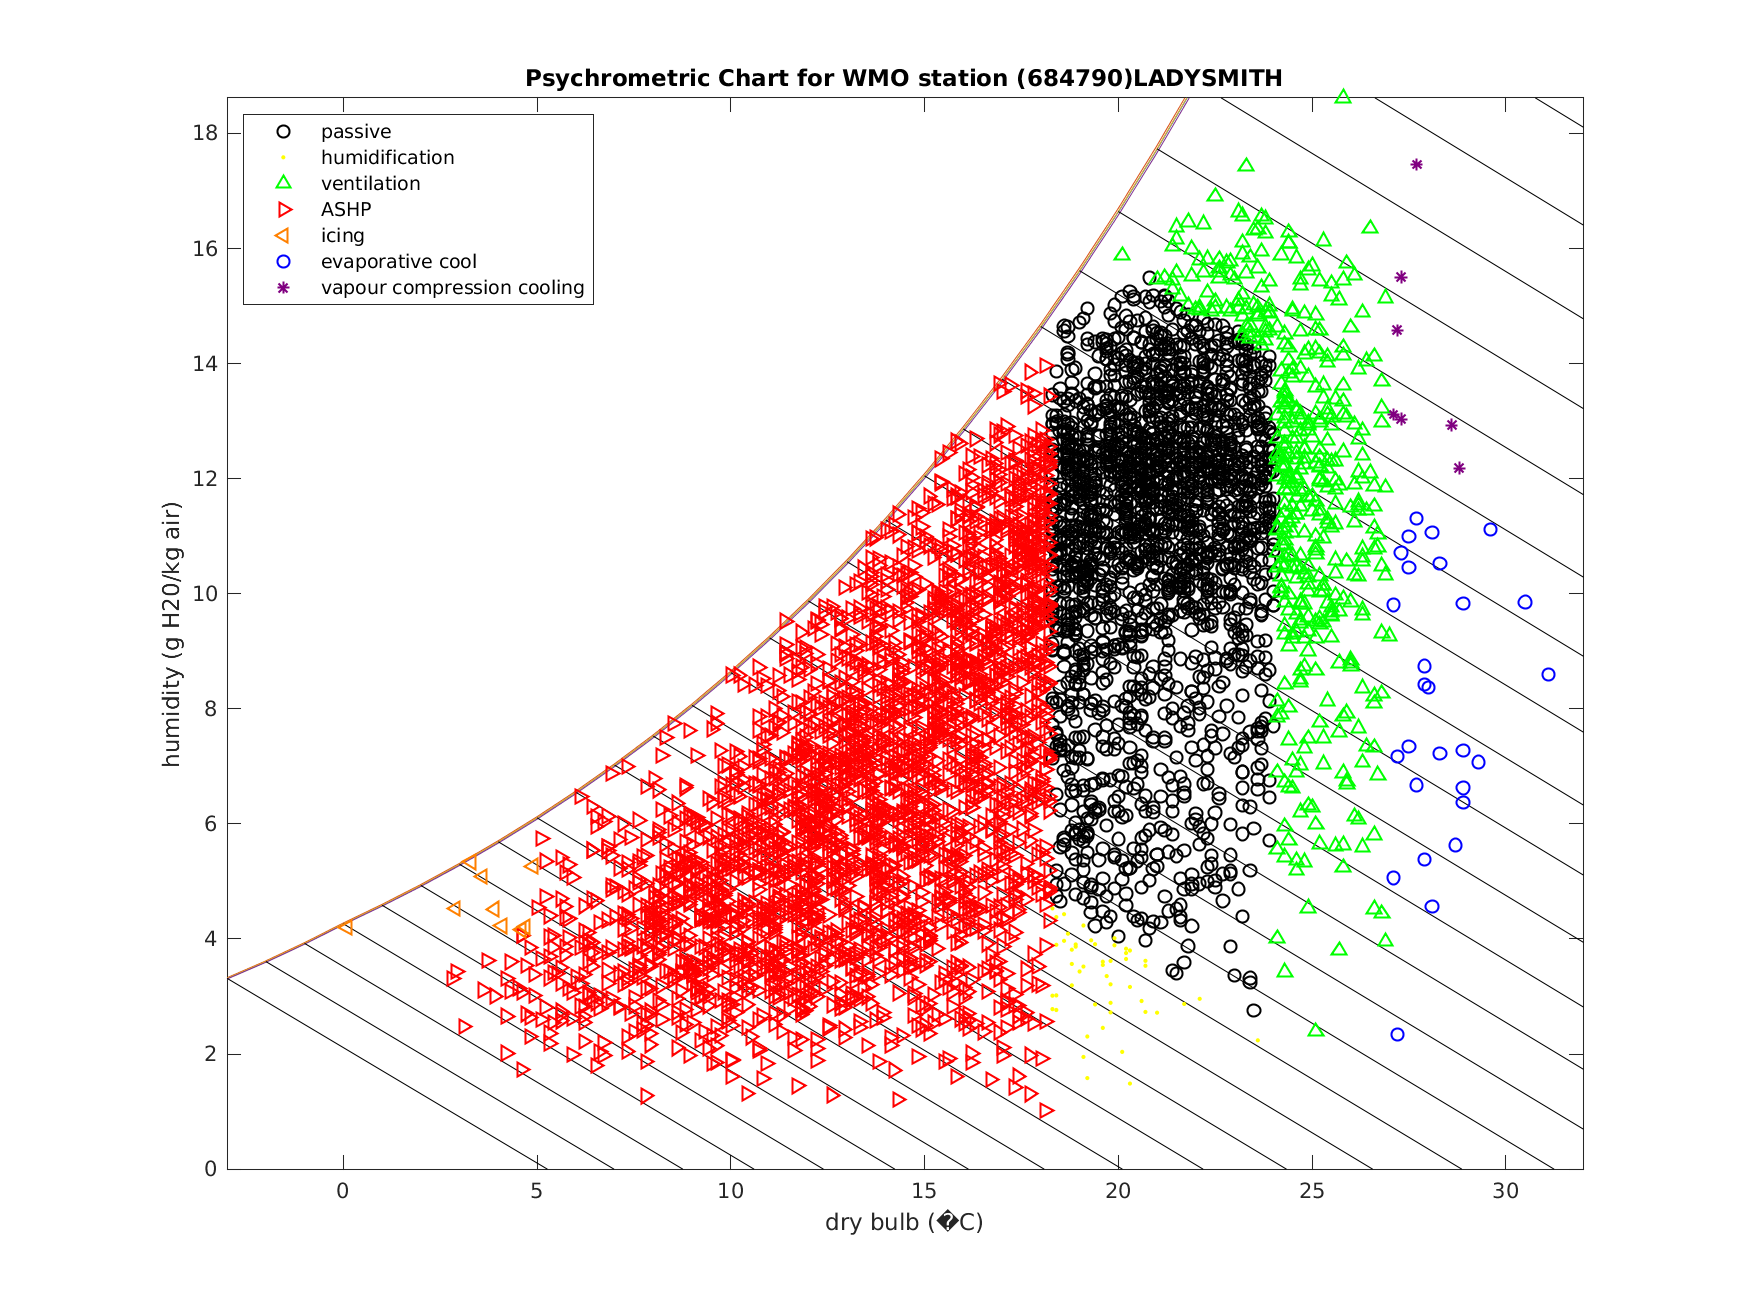 Psychrometric Chart for WMO station (684790)LADYSMITH
passive
humidification
ventilation
ASHP
icing
evaporative cool
vapour compression cooling
humidity (g H20/kg air)
18
16
14
12
10
8
6
4
2
0
0 5 10 15 20 25 30
dry bulb (�C)